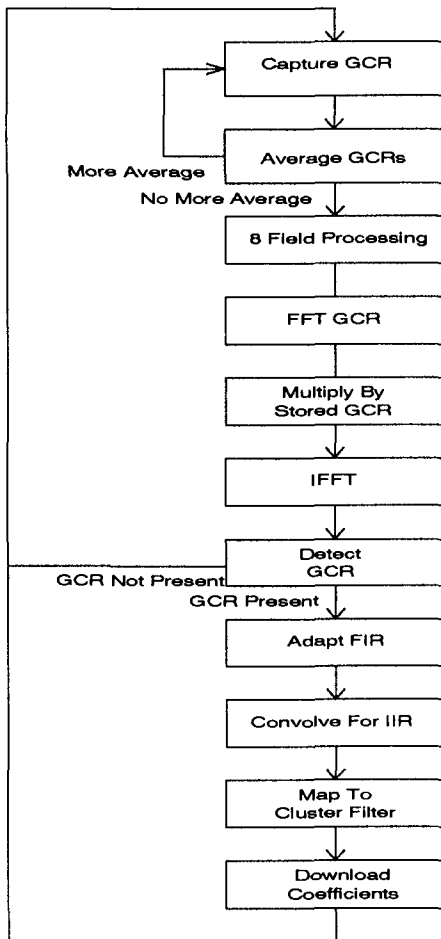 Capture GCR
Average GCRs
More Average
No More Average
8 Field Processing
FFT GCR
Multiply By
Stored GCR
IFFT
Detect
GCR
GCR Not Present
GCR Present
Adapt FIR
Convolve For IIR
Map To
Cluster Filter
Download
Coefficients